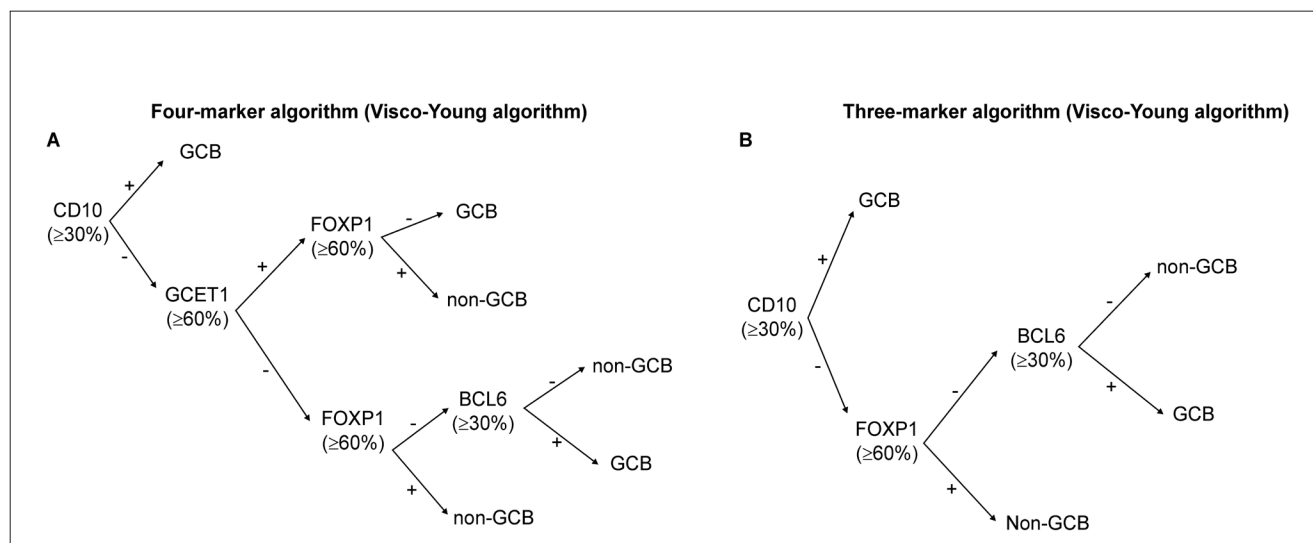 Four-marker algorithm (Visco-Young algorithm)
A
GCB
+
CD10
(≥30%)
-
GCET1
(≥60%)
+
FOXP1
(≥60%)
-
GCB
+
non-GCB
-
FOXP1
(≥60%)
-
BCL6
(≥30%)
-
non-GCB
+
GCB
+
non-GCB
Three-marker algorithm (Visco-Young algorithm)
B
GCB
+
CD10
(≥30%)
-
FOXP1
(≥60%)
-
BCL6
(≥30%)
-
non-GCB
+
GCB
+
Non-GCB